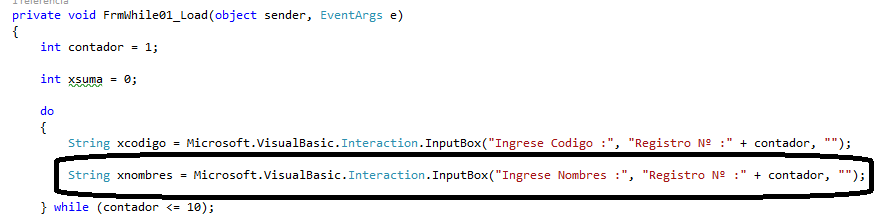 1 referencia
private void FrmWhile01_Load(object sender, EventArgs e)
{
int contador = 1;
int xsuma = 0;
do
{
String xcodigo = Microsoft.VisualBasic.Interaction.InputBox("Ingrese Codigo :", "Registro Nº :" + contador, "");
String xnombres = Microsoft.VisualBasic.Interaction.InputBox("Ingrese Nombres :", "Registro Nº :" + contador, "");
} while (contador <= 10);